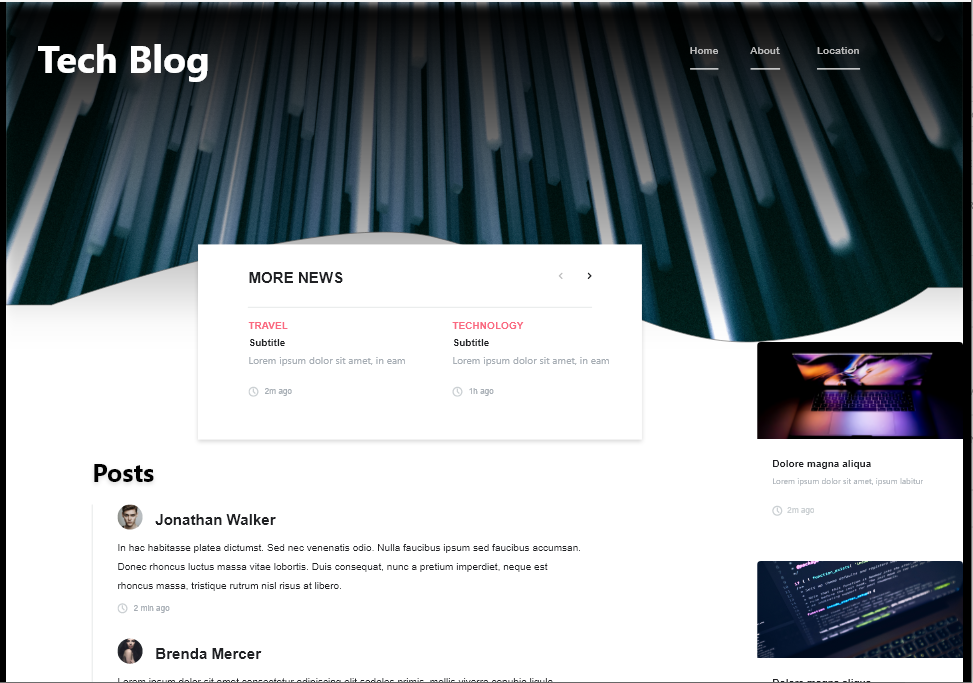 Tech Blog
Home About Location
MORE NEWS
TRAVEL
Subtitle
Lorem ipsum dolor sit amet, in eam
2m ago
TECHNOLOGY
Subtitle
Lorem ipsum dolor sit amet, in eam
1h ago
Posts
Jonathan Walker
In hac habitasse platea dictumst. Sed nec venenatis odio. Nulla faucibus ipsum sed faucibus accumsan.
Donec rhoncus luctus massa vitae lobortis. Duis consequat, nunc a pretium imperdiet, neque est
rhoncus massa, tristique rutrum nisl risus at libero.
2 min ago
Brenda Mercer
Dolore magna aliqua
Lorem ipsum dolor sit amet, ipsum labitur
2m ago